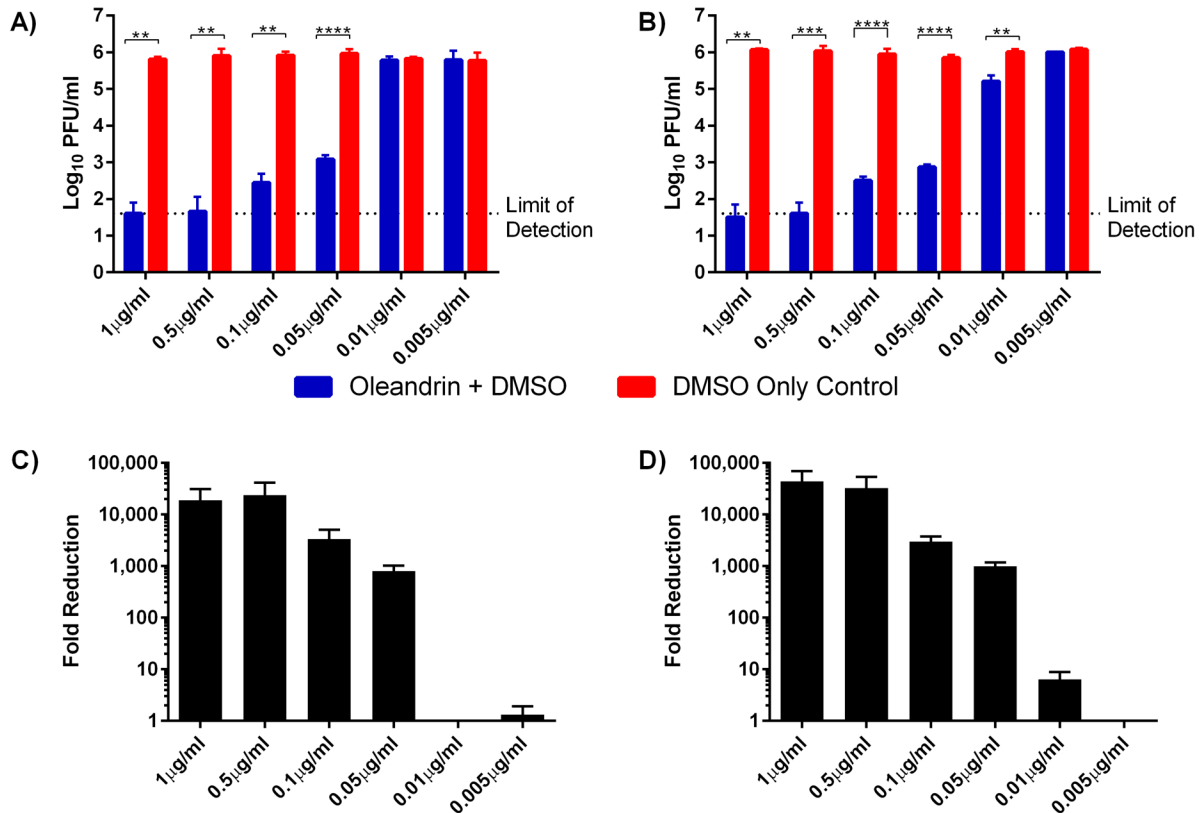 A)
Log10 PFU/ml
7
6
5
4
3
2
1
0
** ** ** ****
Limit of
Detection
1µg/ml
0.5µg/ml
0.1µg/ml
0.05µg/ml
0.01µg/ml
0.005µg/ml
B)
Log10 PFU/ml
7
6
5
4
3
2
1
0
** *** **** **** **
Limit of
Detection
1µg/ml
0.5µg/ml
0.1µg/ml
0.05µg/ml
0.01µg/ml
0.005µg/ml
Oleandrin + DMSO
DMSO Only Control
C)
Fold Reduction
100,000
10,000
1,000
100
10
1
1µg/ml
0.5µg/ml
0.1µg/ml
0.05µg/ml
0.01µg/ml
0.005µg/ml
D)
Fold Reduction
100,000
10,000
1,000
100
10
1
1µg/ml
0.5µg/ml
0.1µg/ml
0.05µg/ml
0.01µg/ml
0.005µg/ml